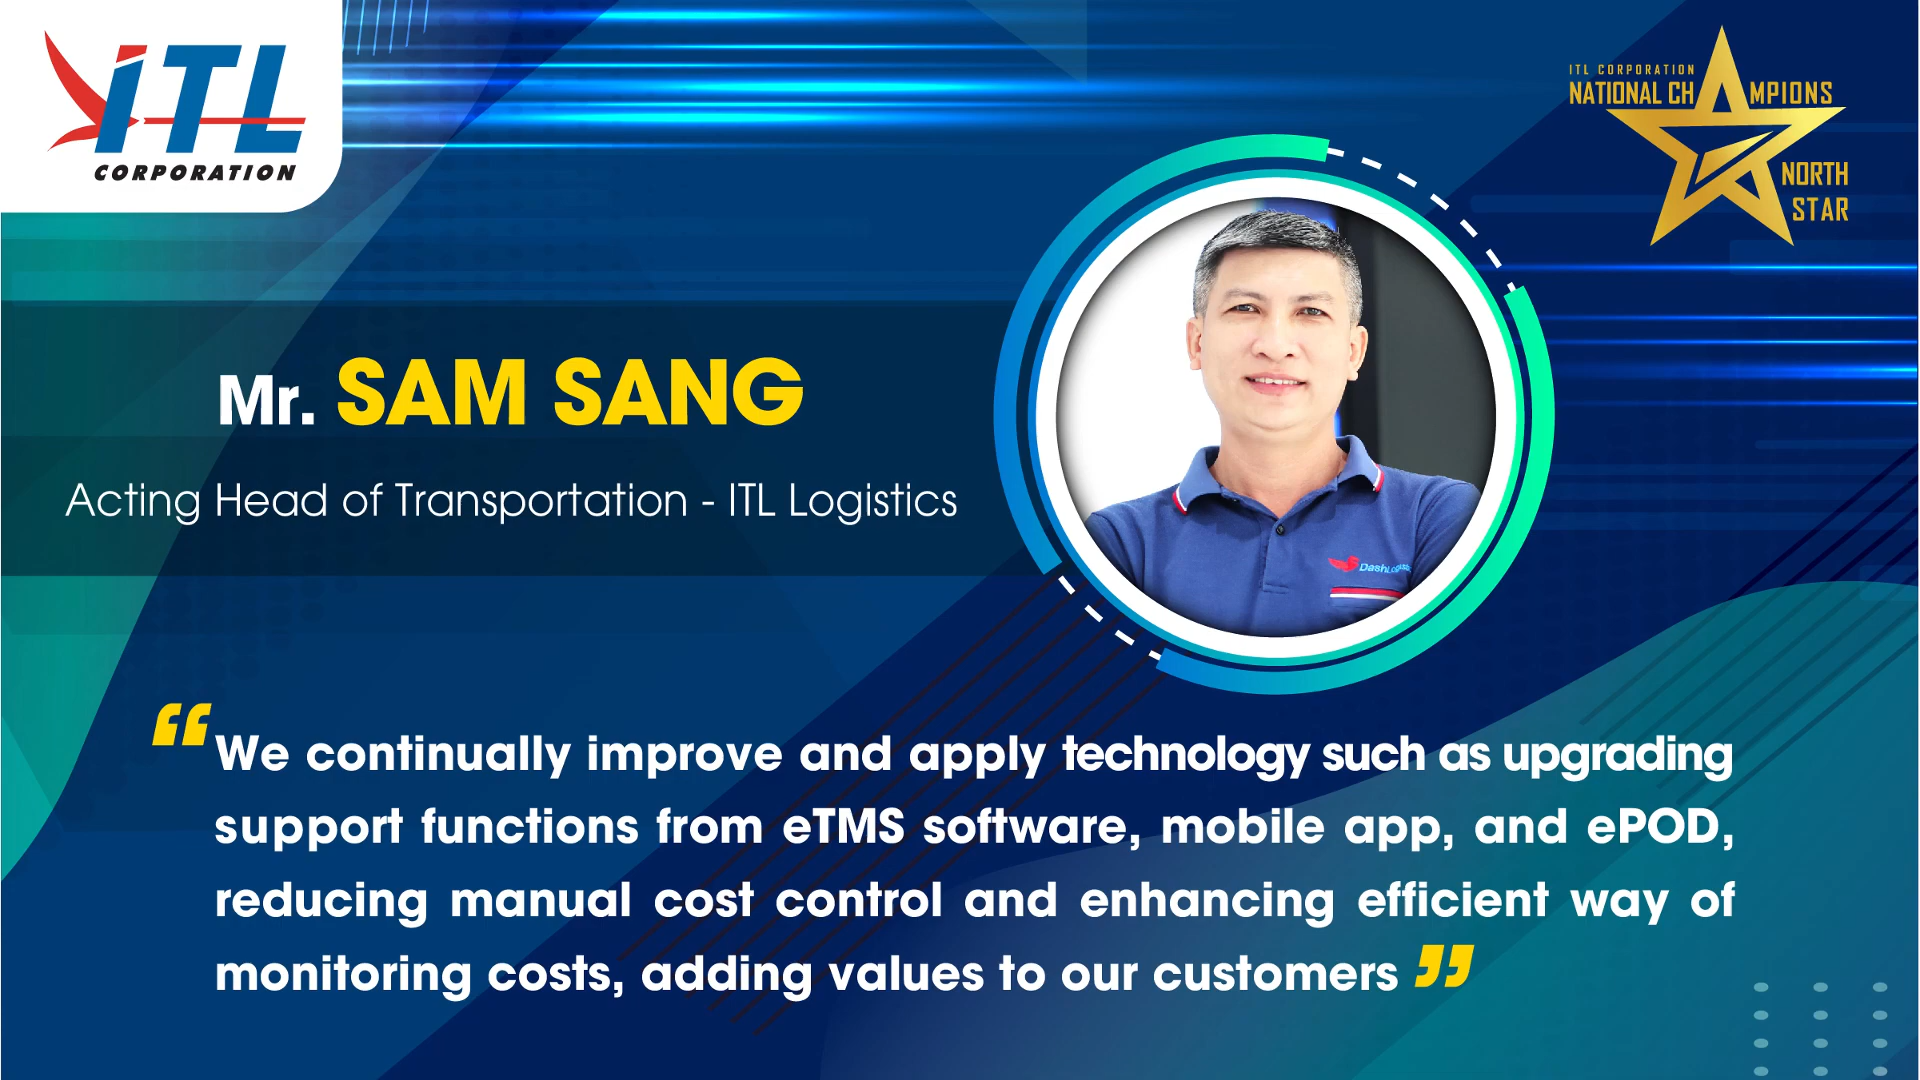 ITL
CORPORATION
ITL CORPORATION
NATIONAL CHAMPIONS
NORTH
STAR
Mr. SAM SANG
Acting Head of Transportation - ITL Logistics
DashLogistic
“We continually improve and apply technology such as upgrading
support functions from eTMS software, mobile app, and ePOD,
reducing manual cost control and enhancing efficient way of
monitoring costs, adding values to our customers”